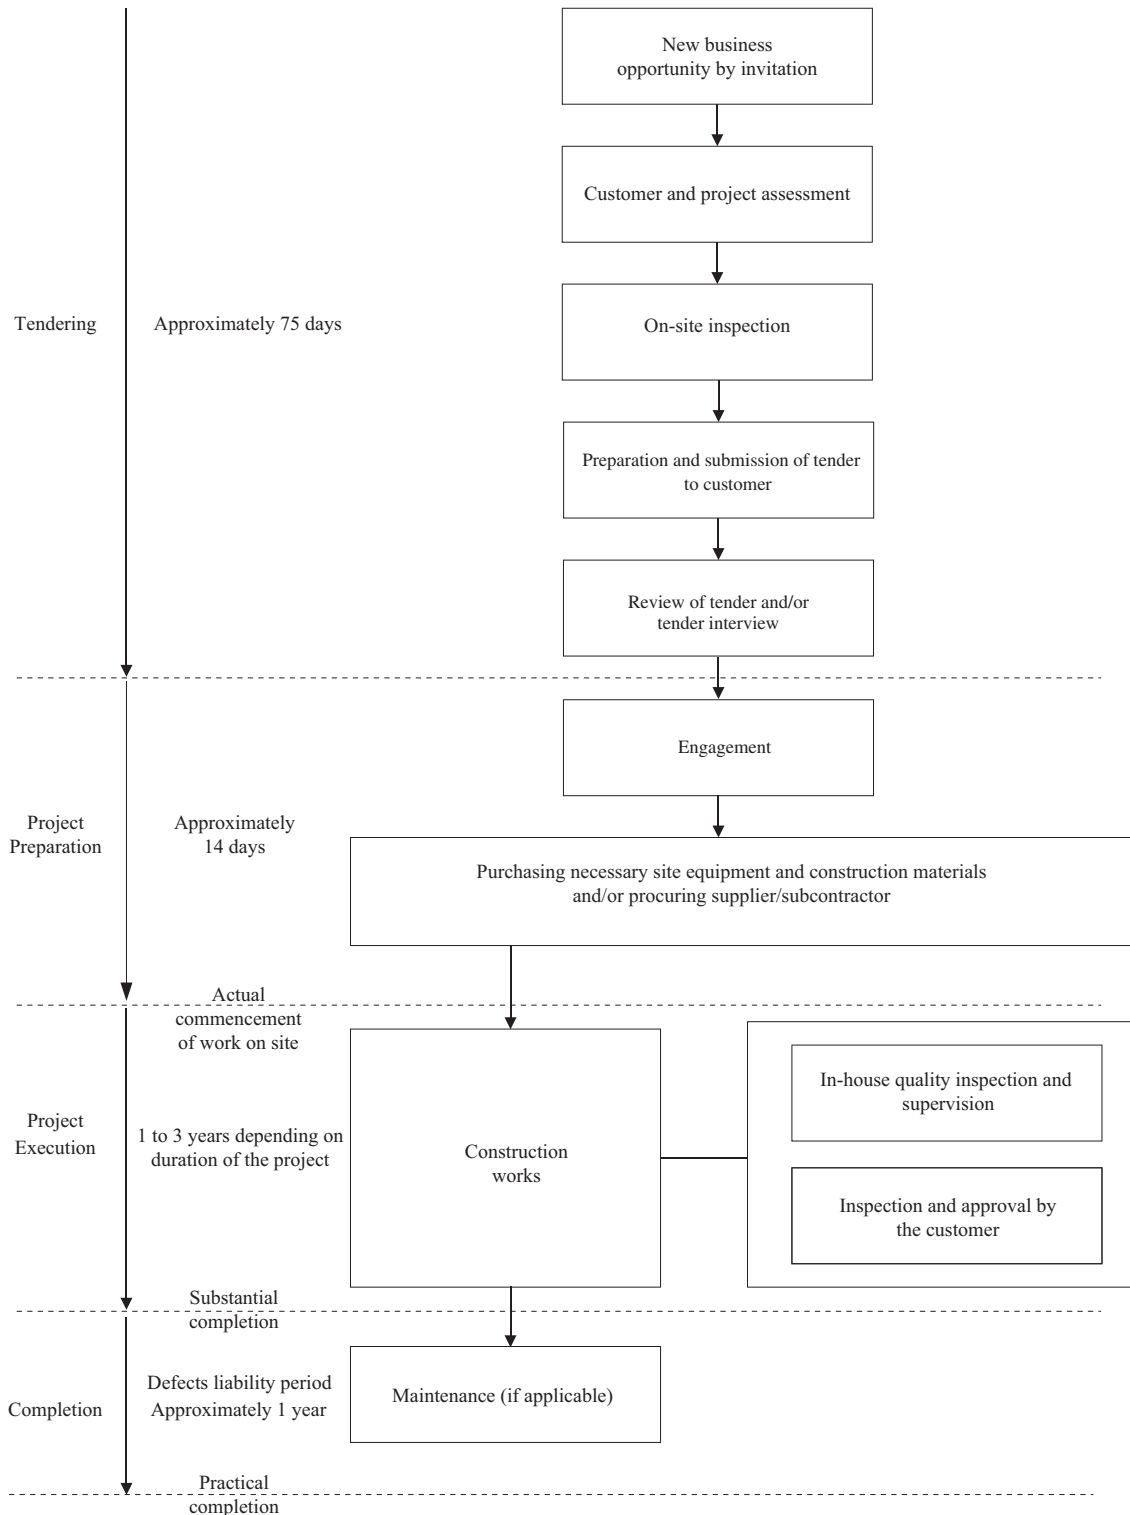 New business
opportunity by invitation
Customer and project assessment
On-site inspection
Tendering
Approximately 75 days
Preparation and submission of tender
to customer
Review of tender and/or
tender interview
Engagement
Project
Preparation
Approximately
14 days
Purchasing necessary site equipment and construction materials
and/or procuring supplier/subcontractor
Actual
commencement
of work on site
Project
Execution
1 to 3 years depending on
duration of the project
Construction
works
In-house quality inspection and
supervision
Inspection and approval by
the customer
Substantial
completion
Completion
Defects liability period
Approximately 1 year
Maintenance (if applicable)
Practical
completion